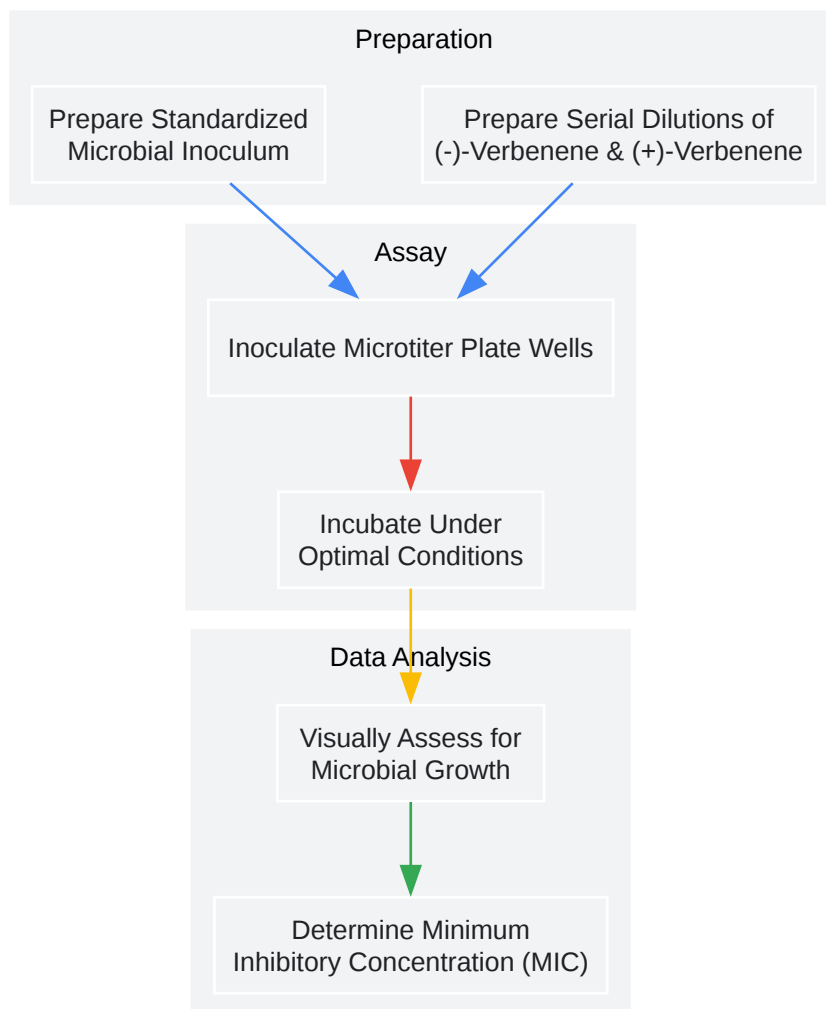 Preparation
Prepare Standardized
Microbial Inoculum
Prepare Serial Dilutions of
(-)-Verbenene & (+)-Verbenene
Assay
Inoculate Microtiter Plate Wells
Incubate Under
Optimal Conditions
Data Analysis
Visually Assess for
Microbial Growth
Determine Minimum
Inhibitory Concentration (MIC)